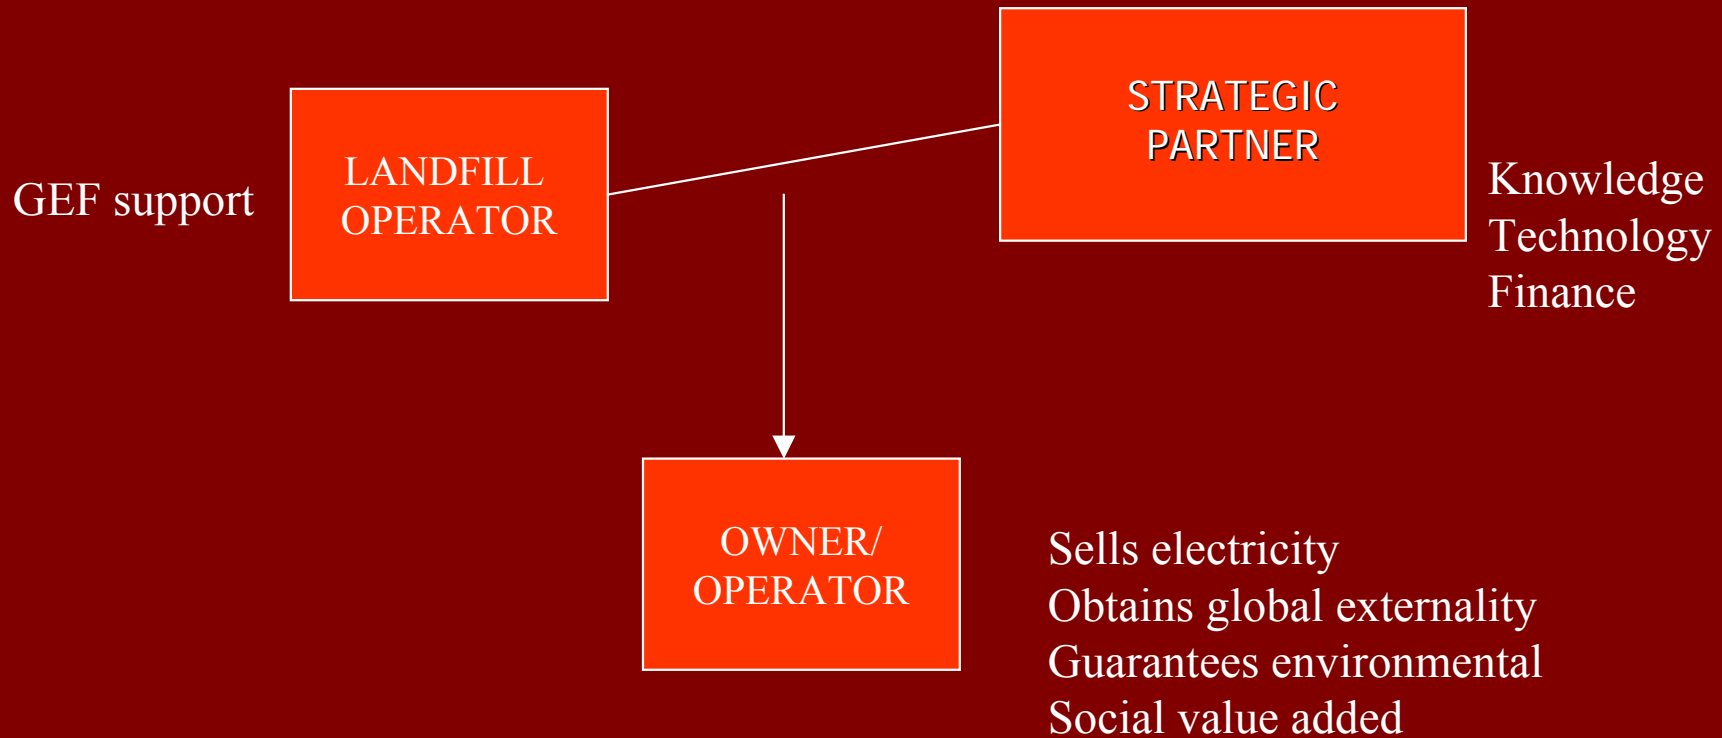 GEF support
LANDFILL
OPERATOR
STRATEGIC
PARTNER
Knowledge
Technology
Finance
OWNER/
OPERATOR
Sells electricity
Obtains global externality
Guarantees environmental
Social value added